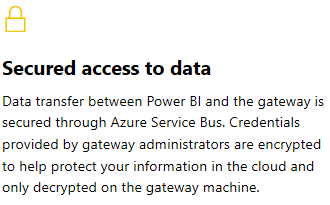 Secured access to data
Data transfer between Power BI and the gateway is
secured through Azure Service Bus. Credentials
provided by gateway administrators are encrypted
to help protect your information in the cloud and
only decrypted on the gateway machine.